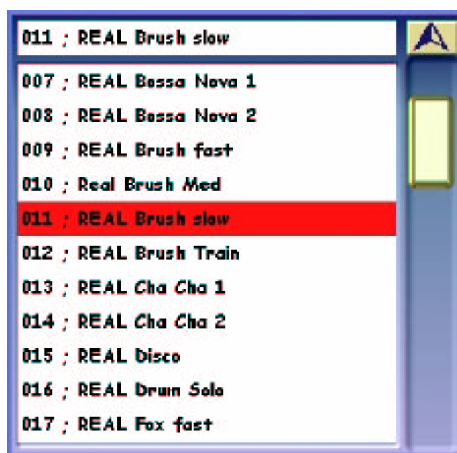 011 ; REAL Brush slow
007 ; REAL Bossa Nova 1
008 ; REAL Bossa Nova 2
009 ; REAL Brush fast
010 ; Real Brush Med
011 ; REAL Brush slow
012 ; REAL Brush Train
013 ; REAL Cha Cha 1
014 ; REAL Cha Cha 2
015 ; REAL Disco
016 ; REAL Drum Solo
017 ; REAL Fox fast